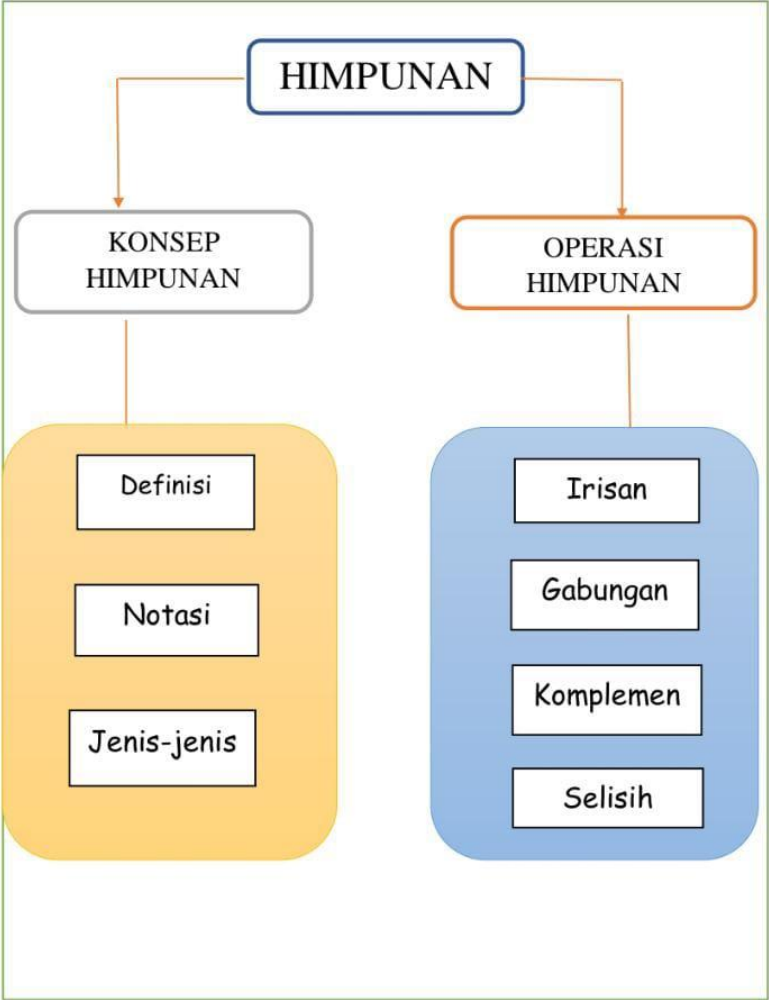 HIMPUNAN
KONSEP
HIMPUNAN
OPERASI
HIMPUNAN
Definisi
Notasi
Jenis-jenis
Irisan
Gabungan
Komplemen
Selisih